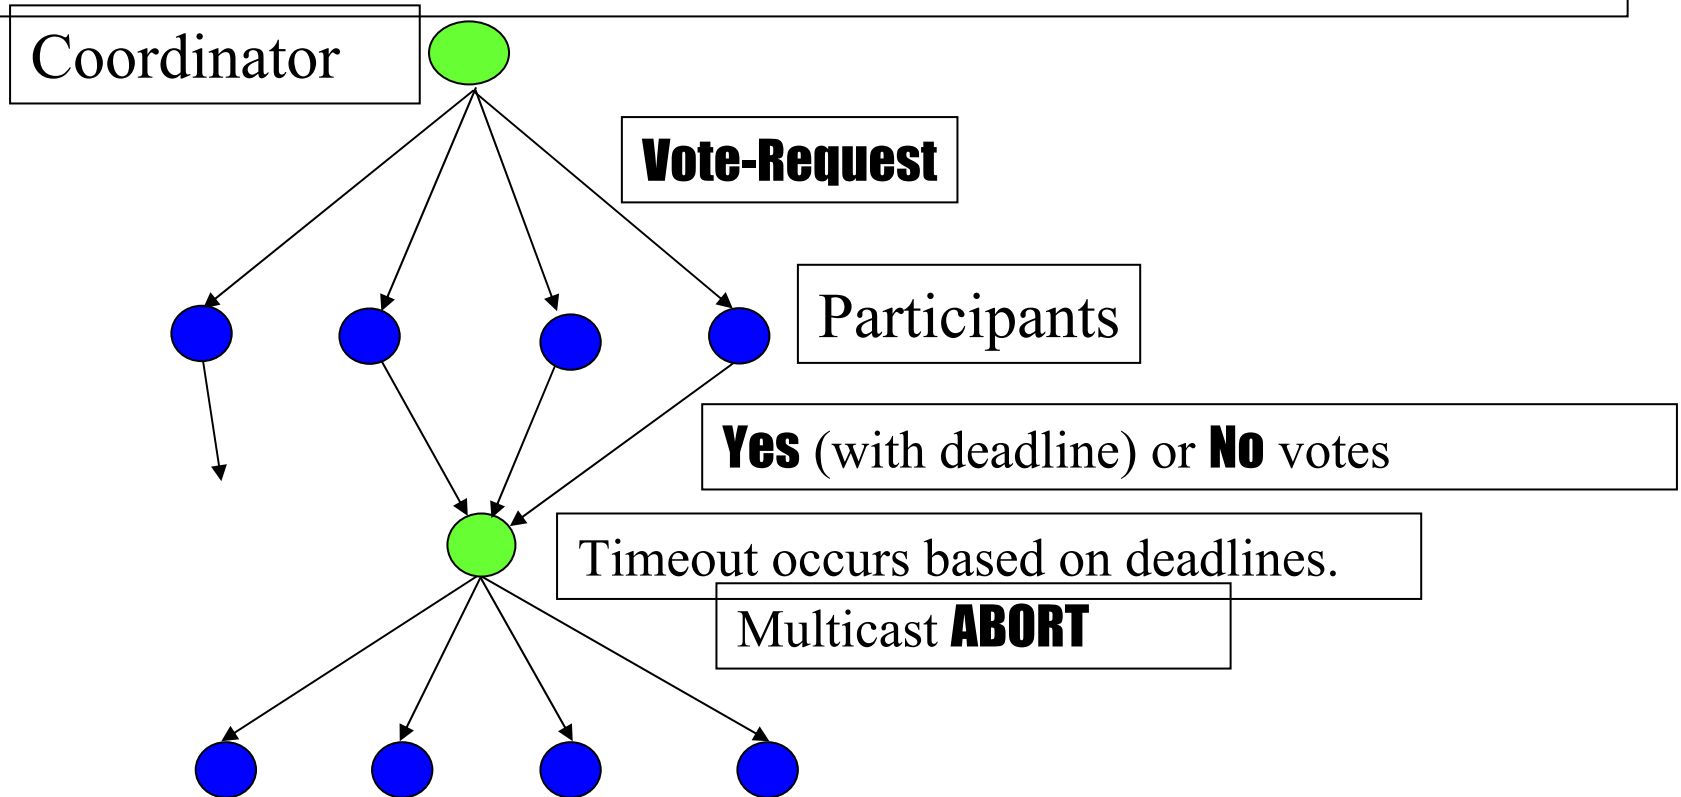 Coordinator
Vote-Request
Participants
Yes (with deadline) or No votes
Timeout occurs based on deadlines.
Multicast ABORT